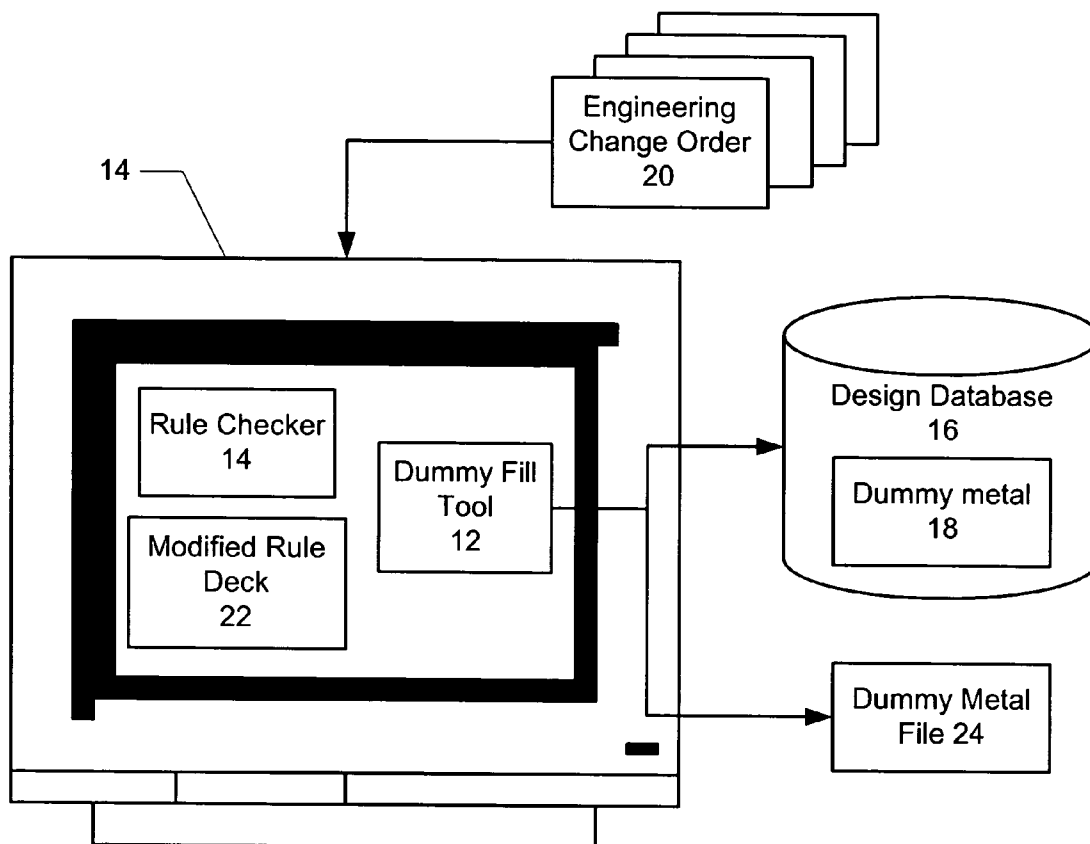 Engineering
Change Order
20
14
Rule Checker
14
Dummy Fill
Tool
12
Modified Rule
Deck
22
Design Database
16
Dummy metal
18
Dummy Metal
File 24